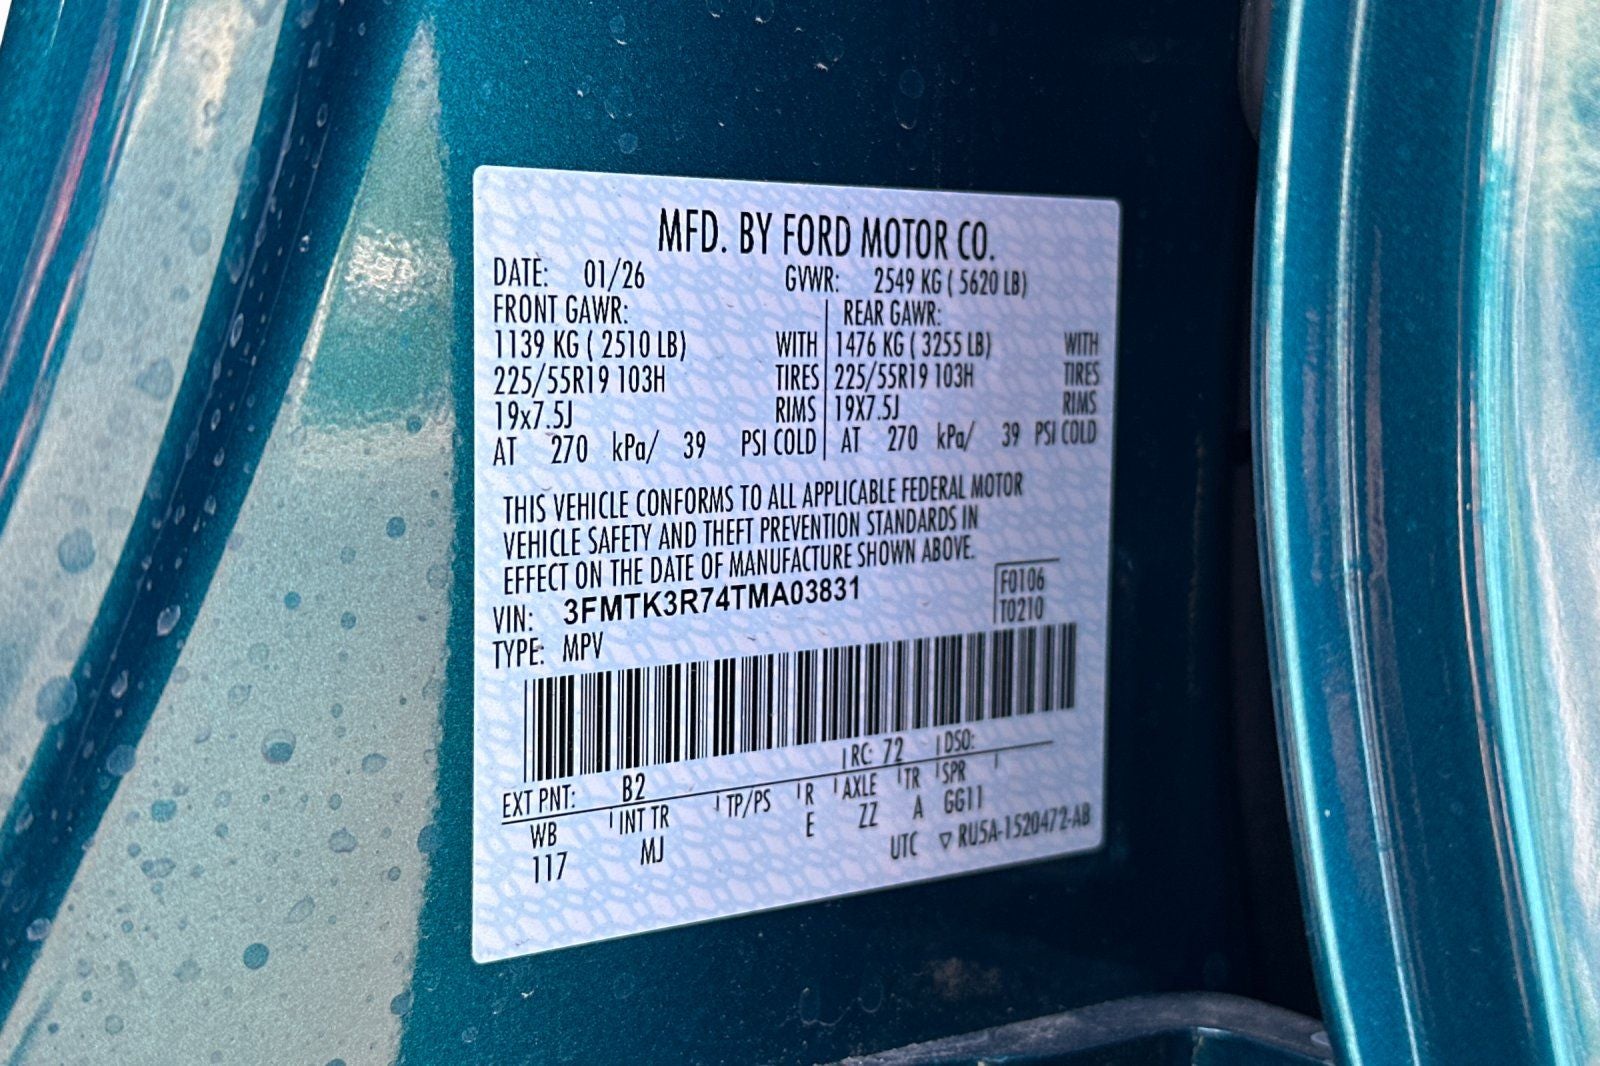 MFD. BY FORD MOTOR CO.
DATE: 01/26 GVWR: 2549 KG ( 5620 LB)
FRONT GAWR: REAR GAWR:
1139 KG ( 2510 LB) WITH 1476 KG ( 3255 LB) WITH
225/55R19 103H TIRES 225/55R19 103H TIRES
19x7.5J RIMS 19X7.5J RIMS
AT 270 kPa/ 39 PSI COLD AT 270 kPa/ 39 PSI COLD
THIS VEHICLE CONFORMS TO ALL APPLICABLE FEDERAL MOTOR
VEHICLE SAFETY AND THEFT PREVENTION STANDARDS IN
EFFECT ON THE DATE OF MANUFACTURE SHOWN ABOVE.
VIN: 3FMTK3R74TMA03831 F0106
T0210
TYPE: MPV
RC: 72 DSO:
EXT PNT: B2
WB INT TR TP/PS R AXLE TR SPR
117 MJ E ZZ A GG11
UTC ▽ RU5A-1520472-AB